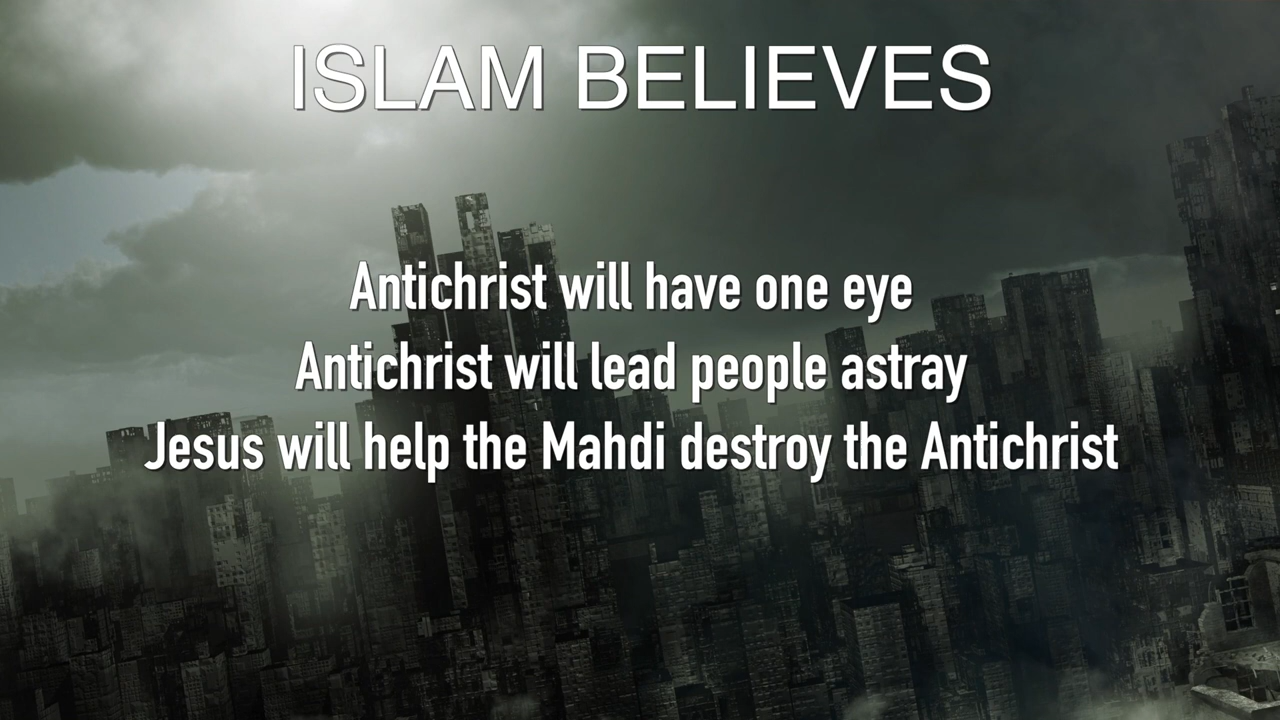 ISLAM BELIEVES
Antichrist will have one eye
Antichrist will lead people astray
Jesus will help the Mahdi destroy the Antichrist